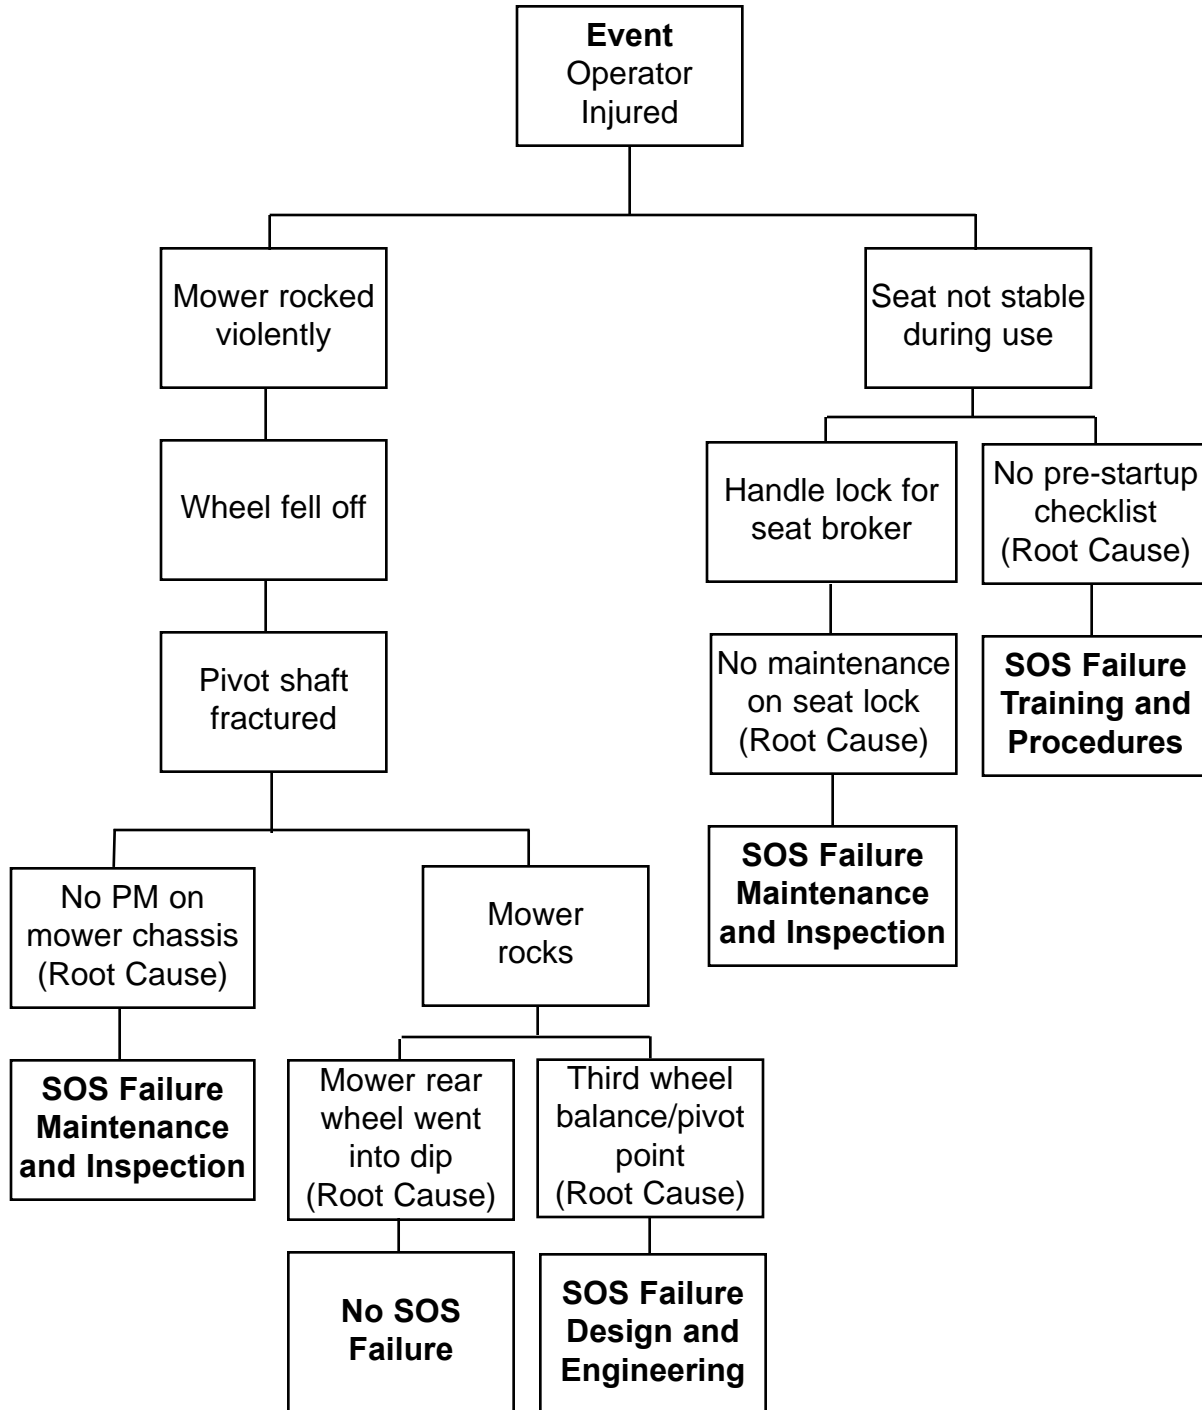 Event
Operator
Injured
Mower rocked
violently
Seat not stable
during use
Wheel fell off
Handle lock for
seat broker
No pre-startup
checklist
(Root Cause)
Pivot shaft
fractured
No maintenance
on seat lock
(Root Cause)
SOS Failure
Training and
Procedures
No PM on
mower chassis
(Root Cause)
Mower
rocks
SOS Failure
Maintenance
and Inspection
SOS Failure
Maintenance
and Inspection
Mower rear
wheel went
into dip
(Root Cause)
Third wheel
balance/pivot
point
(Root Cause)
No SOS
Failure
SOS Failure
Design and
Engineering